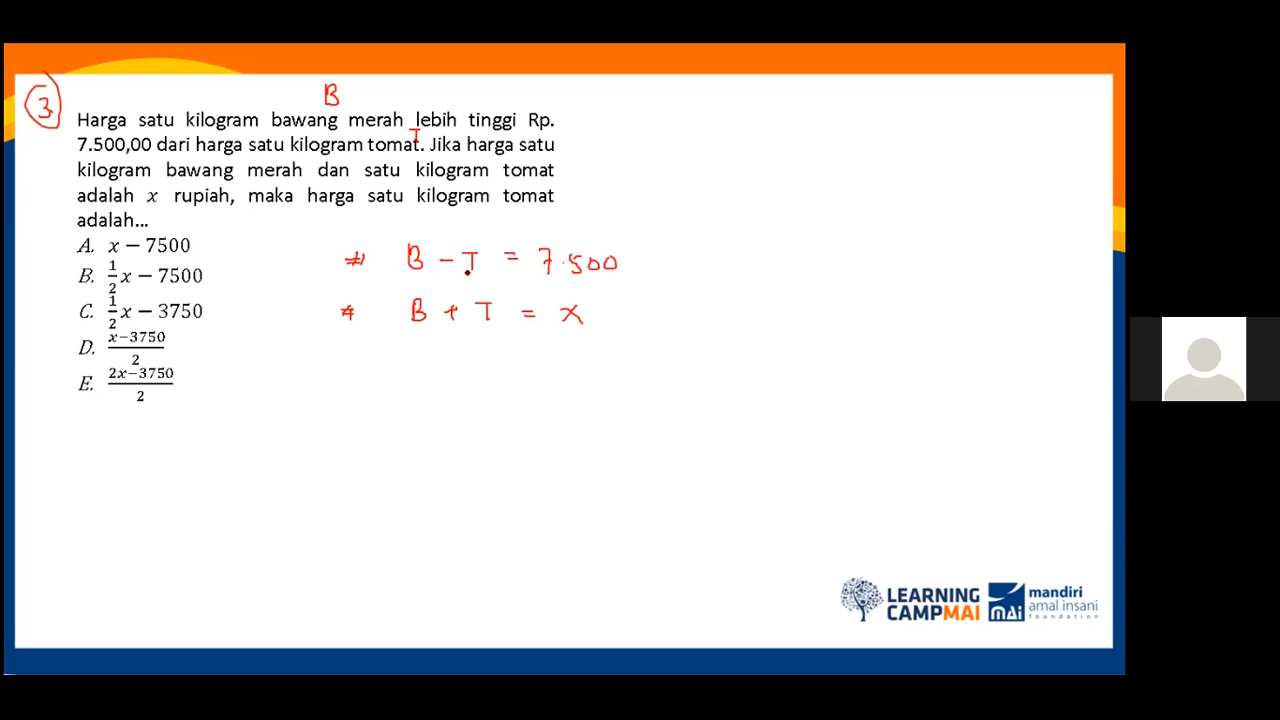 3
B
Harga satu kilogram bawang merah lebih tinggi Rp.
T
7.500,00 dari harga satu kilogram tomat. Jika harga satu
kilogram bawang merah dan satu kilogram tomat
adalah x rupiah, maka harga satu kilogram tomat
adalah...
A. x − 7500
B. 1/2 x − 7500
C. 1/2 x − 3750
D. x−3750/2
E. 2x−3750/2
* B − T = 7.500
* B + T = x
LEARNING
CAMPMAI
MAI
mandiri
amal insani
foundation